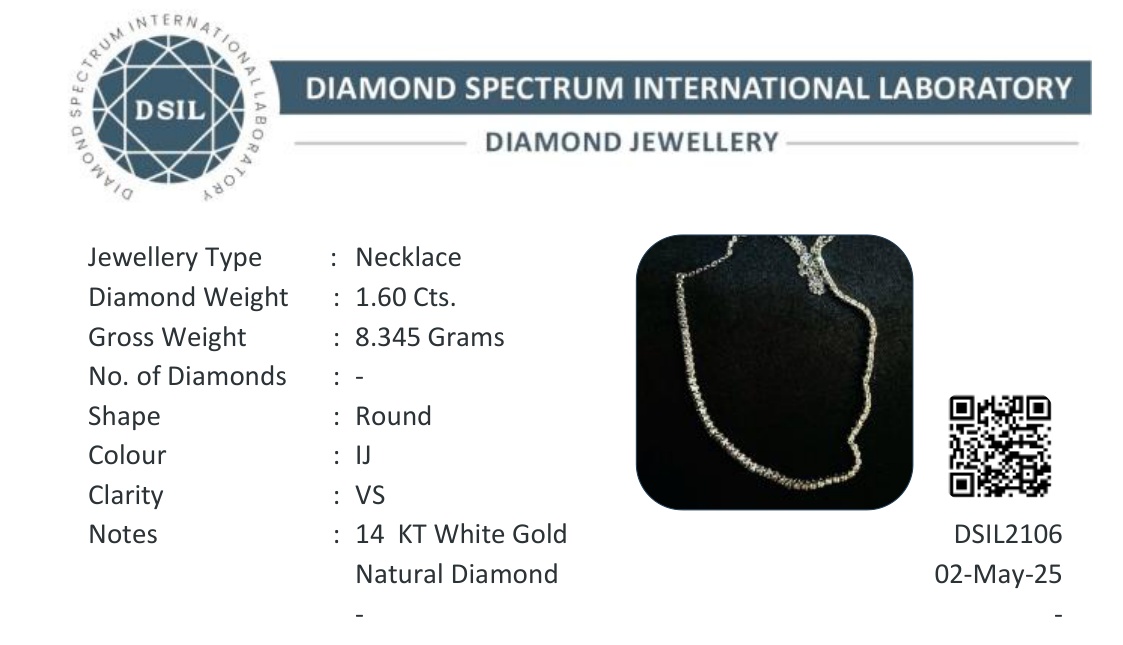 DIAMOND SPECTRUM INTERNATIONAL LABORATORY
DSIL
DIAMOND SPECTRUM INTERNATIONAL LABORATORY
DIAMOND JEWELLERY
Jewellery Type : Necklace
Diamond Weight : 1.60 Cts.
Gross Weight : 8.345 Grams
No. of Diamonds : -
Shape : Round
Colour : IJ
Clarity : VS
Notes : 14 KT White Gold
DSIL2106
Natural Diamond
02-May-25
-
-